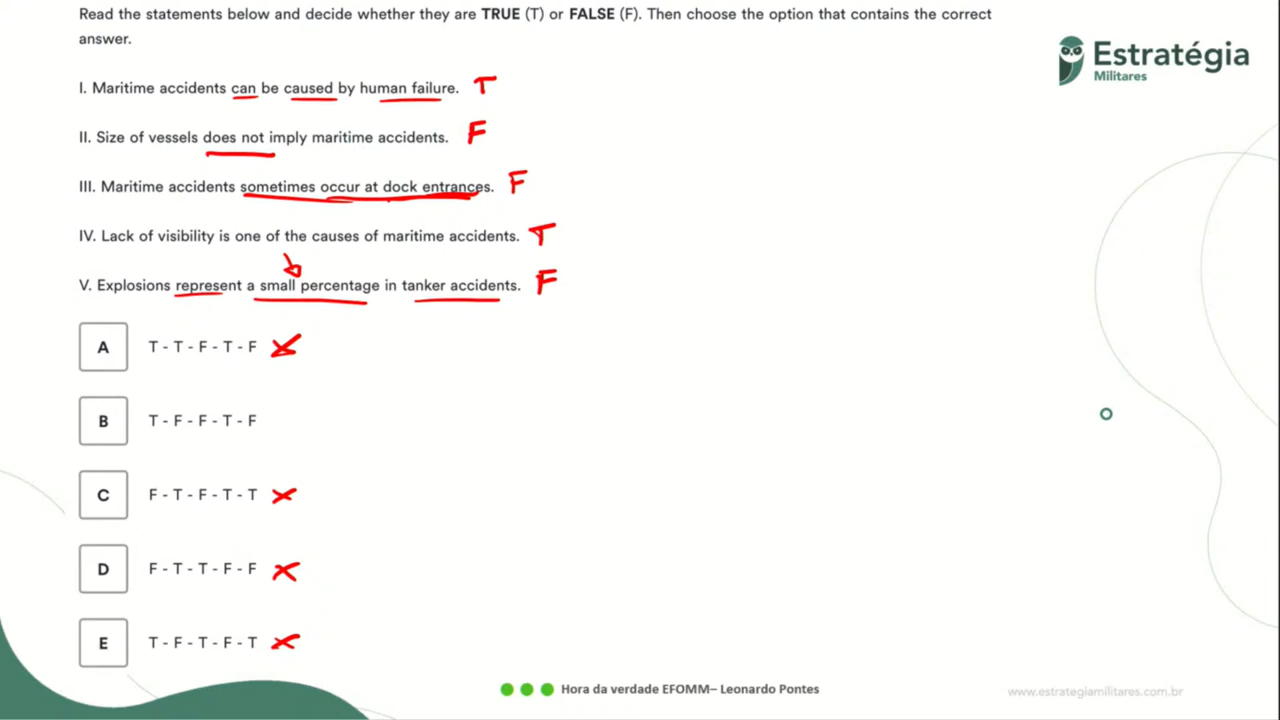 Read the statements below and decide whether they are TRUE (T) or FALSE (F). Then choose the option that contains the correct
answer.
Estratégia
Militares
I. Maritime accidents can be caused by human failure. T
II. Size of vessels does not imply maritime accidents. F
III. Maritime accidents sometimes occur at dock entrances. F
IV. Lack of visibility is one of the causes of maritime accidents. T
V. Explosions represent a small percentage in tanker accidents. F
A T - T - F - T - F
B T - F - F - T - F
C F - T - F - T - T
D F - T - T - F - F
E T - F - T - F - T
Hora da verdade EFOMM– Leonardo Pontes
www.estrategiamilitares.com.br